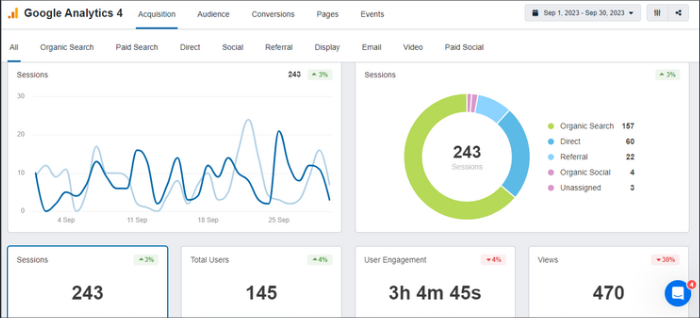 Google Analytics 4 Acquisition Audience Conversions Pages Events Sep 1, 2023 - Sep 30, 2023
All Organic Search Paid Search Direct Social Referral Display Email Video Paid Social
Sessions 243 3%
30
20
10
0
4 Sep 11 Sep 18 Sep 25 Sep
Sessions 3%
243
Sessions
Organic Search 157
Direct 60
Referral 22
Organic Social 4
Unassigned 3
Sessions 3%
243
Total Users 4%
145
User Engagement 4%
3h 4m 45s
Views 30%
470
4